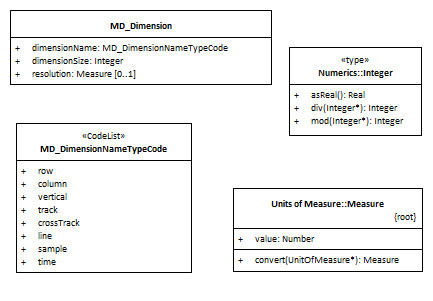 MD_Dimension
+ dimensionName: MD_DimensionNameTypeCode
+ dimensionSize: Integer
+ resolution: Measure [0..1]
«type»
Numerics::Integer
+ asReal(): Real
+ div(Integer*): Integer
+ mod(Integer*): Integer
«CodeList»
MD_DimensionNameTypeCode
+ row
+ column
+ vertical
+ track
+ crossTrack
+ line
+ sample
+ time
Units of Measure::Measure
{root}
+ value: Number
+ convert(UnitOfMeasure*): Measure